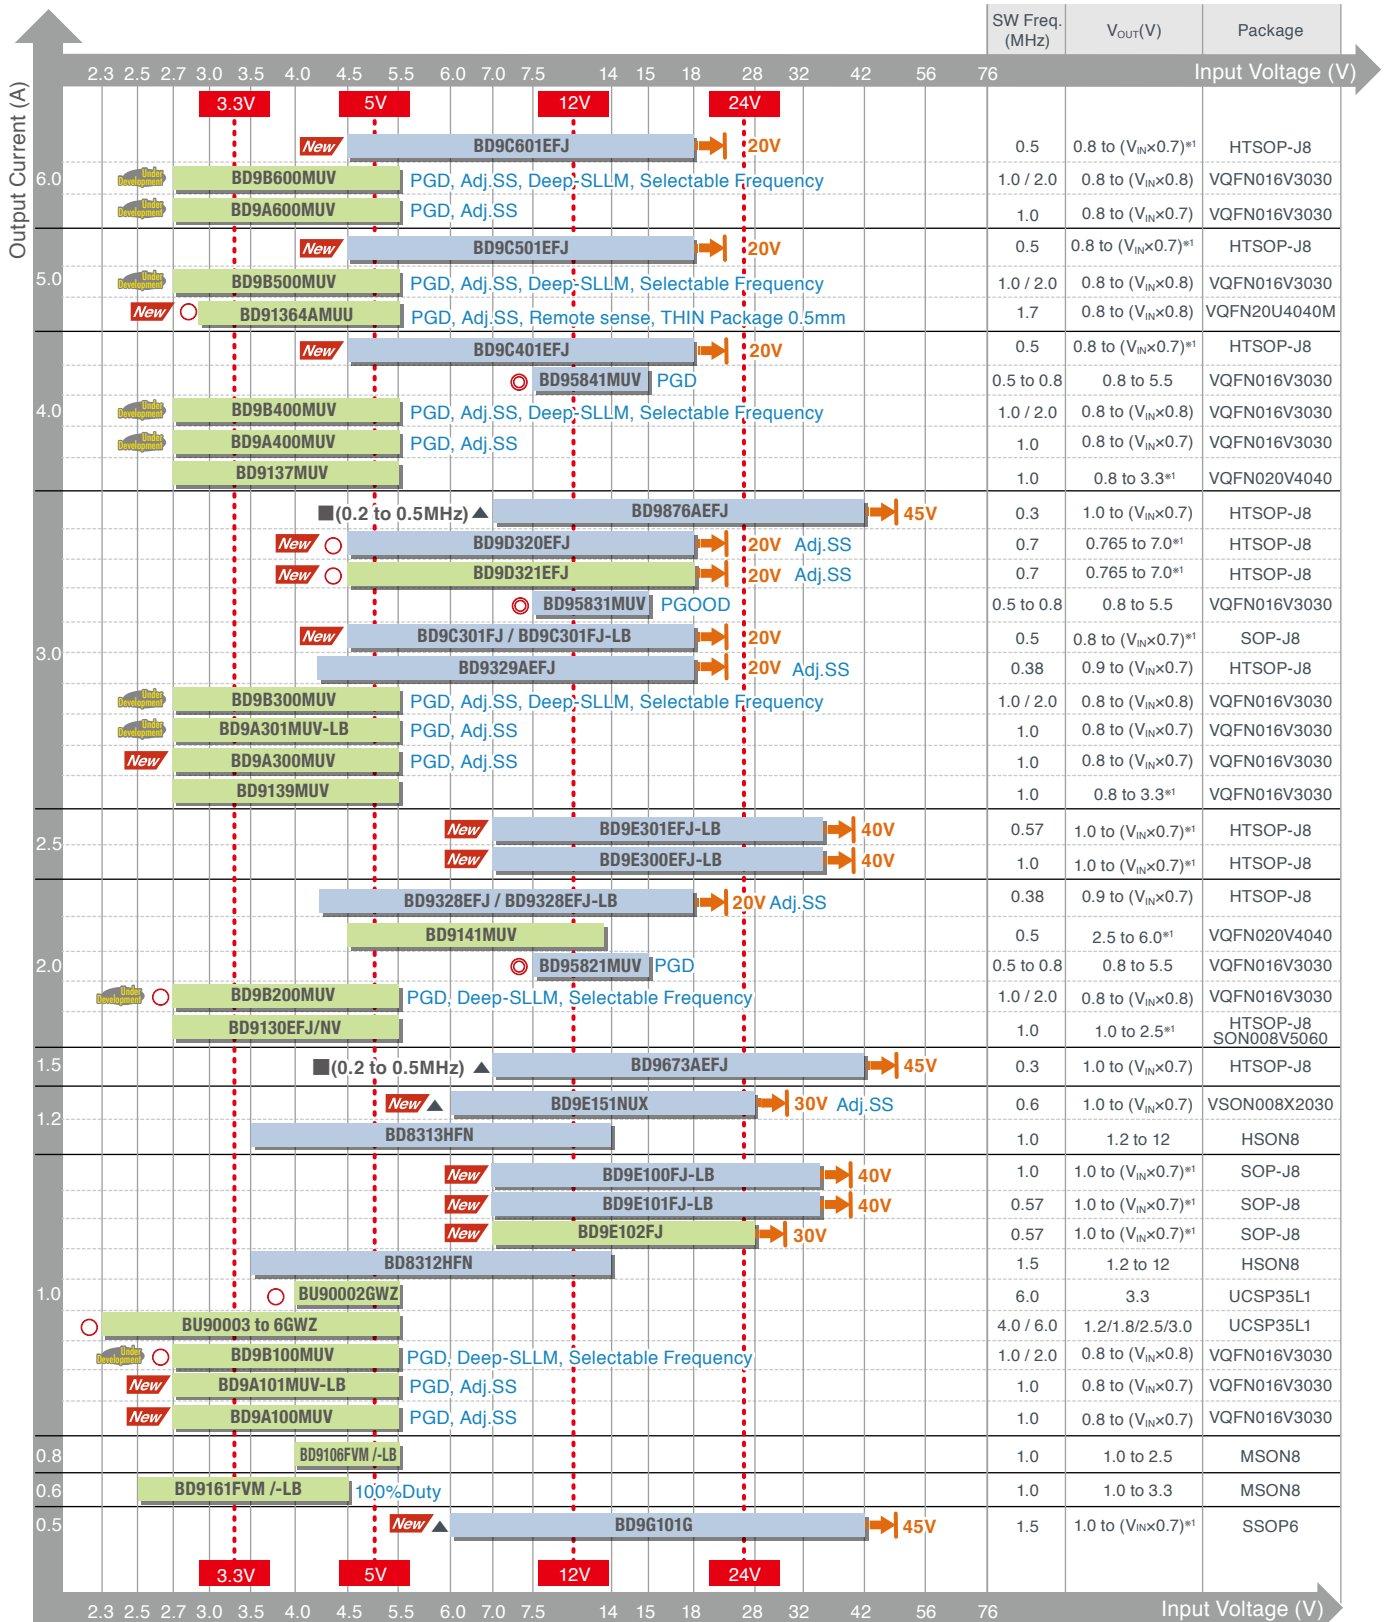 SW Freq. (MHz) VOUT(V) Package
2.3 2.5 2.7 3.0 3.5 4.0 4.5 5.5 6.0 7.0 7.5 14 15 18 28 32 42 56 76 Input Voltage (V)
Output Current (A)
3.3V 5V 12V 24V
New BD9C601EFJ 20V 0.5 0.8 to (VIN×0.7)※1 HTSOP-J8
6.0
Under Development BD9B600MUV PGD, Adj.SS, Deep-SLLM, Selectable Frequency 1.0 / 2.0 0.8 to (VIN×0.8) VQFN016V3030
Under Development BD9A600MUV PGD, Adj.SS 1.0 0.8 to (VIN×0.7) VQFN016V3030
New BD9C501EFJ 20V 0.5 0.8 to (VIN×0.7)※1 HTSOP-J8
5.0
Under Development BD9B500MUV PGD, Adj.SS, Deep-SLLM, Selectable Frequency 1.0 / 2.0 0.8 to (VIN×0.8) VQFN016V3030
New ○ BD91364AMUU PGD, Adj.SS, Remote sense, THIN Package 0.5mm 1.7 0.8 to (VIN×0.8) VQFN20U4040M
New BD9C401EFJ 20V 0.5 0.8 to (VIN×0.7)※1 HTSOP-J8
◎ BD95841MUV PGD 0.5 to 0.8 0.8 to 5.5 VQFN016V3030
4.0
Under Development BD9B400MUV PGD, Adj.SS, Deep-SLLM, Selectable Frequency 1.0 / 2.0 0.8 to (VIN×0.8) VQFN016V3030
Under Development BD9A400MUV PGD, Adj.SS 1.0 0.8 to (VIN×0.7) VQFN016V3030
BD9137MUV 1.0 0.8 to 3.3※1 VQFN020V4040
■(0.2 to 0.5MHz) ▲ BD9876AEFJ 45V 0.3 1.0 to (VIN×0.7) HTSOP-J8
New ○ BD9D320EFJ 20V Adj.SS 0.7 0.765 to 7.0※1 HTSOP-J8
New ○ BD9D321EFJ 20V Adj.SS 0.7 0.765 to 7.0※1 HTSOP-J8
◎ BD95831MUV PGOOD 0.5 to 0.8 0.8 to 5.5 VQFN016V3030
New BD9C301FJ / BD9C301FJ-LB 20V 0.5 0.8 to (VIN×0.7)※1 SOP-J8
3.0
BD9329AEFJ 20V Adj.SS 0.38 0.9 to (VIN×0.7) HTSOP-J8
Under Development BD9B300MUV PGD, Adj.SS, Deep-SLLM, Selectable Frequency 1.0 / 2.0 0.8 to (VIN×0.8) VQFN016V3030
Under Development BD9A301MUV-LB PGD, Adj.SS 1.0 0.8 to (VIN×0.7) VQFN016V3030
New BD9A300MUV PGD, Adj.SS 1.0 0.8 to (VIN×0.7) VQFN016V3030
BD9139MUV 1.0 0.8 to 3.3※1 VQFN016V3030
New BD9E301EFJ-LB 40V 0.57 1.0 to (VIN×0.7)※1 HTSOP-J8
2.5
New BD9E300EFJ-LB 40V 1.0 1.0 to (VIN×0.7)※1 HTSOP-J8
BD9328EFJ / BD9328EFJ-LB 20V Adj.SS 0.38 0.9 to (VIN×0.7) HTSOP-J8
BD9141MUV 0.5 2.5 to 6.0※1 VQFN020V4040
2.0
◎ BD95821MUV PGD 0.5 to 0.8 0.8 to 5.5 VQFN016V3030
Under Development ○ BD9B200MUV PGD, Deep-SLLM, Selectable Frequency 1.0 / 2.0 0.8 to (VIN×0.8) VQFN016V3030
BD9130EFJ/NV 1.0 1.0 to 2.5※1 HTSOP-J8 SON008V5060
1.5 ■(0.2 to 0.5MHz) ▲ BD9673AEFJ 45V 0.3 1.0 to (VIN×0.7) HTSOP-J8
New ▲ BD9E151NUX 30V Adj.SS 0.6 1.0 to (VIN×0.7) VSON008X2030
1.2
BD8313HFN 1.0 1.2 to 12 HSON8
New BD9E100FJ-LB 40V 1.0 1.0 to (VIN×0.7)※1 SOP-J8
New BD9E101FJ-LB 40V 0.57 1.0 to (VIN×0.7)※1 SOP-J8
New BD9E102FJ 30V 0.57 1.0 to (VIN×0.7)※1 SOP-J8
BD8312HFN 1.5 1.2 to 12 HSON8
1.0 ○ BU90002GWZ 6.0 3.3 UCSP35L1
○ BU90003 to 6GWZ 4.0 / 6.0 1.2/1.8/2.5/3.0 UCSP35L1
Under Development ○ BD9B100MUV PGD, Deep-SLLM, Selectable Frequency 1.0 / 2.0 0.8 to (VIN×0.8) VQFN016V3030
New BD9A101MUV-LB PGD, Adj.SS 1.0 0.8 to (VIN×0.7) VQFN016V3030
New BD9A100MUV PGD, Adj.SS 1.0 0.8 to (VIN×0.7) VQFN016V3030
0.8 BD9106FVM /-LB 1.0 1.0 to 2.5 MSON8
0.6 BD9161FVM /-LB 100%Duty 1.0 1.0 to 3.3 MSON8
0.5 New ▲ BD9G101G 45V 1.5 1.0 to (VIN×0.7)※1 SSOP6
3.3V 5V 12V 24V
2.3 2.5 2.7 3.0 3.5 4.0 4.5 5.5 6.0 7.0 7.5 14 15 18 28 32 42 56 76 Input Voltage (V)